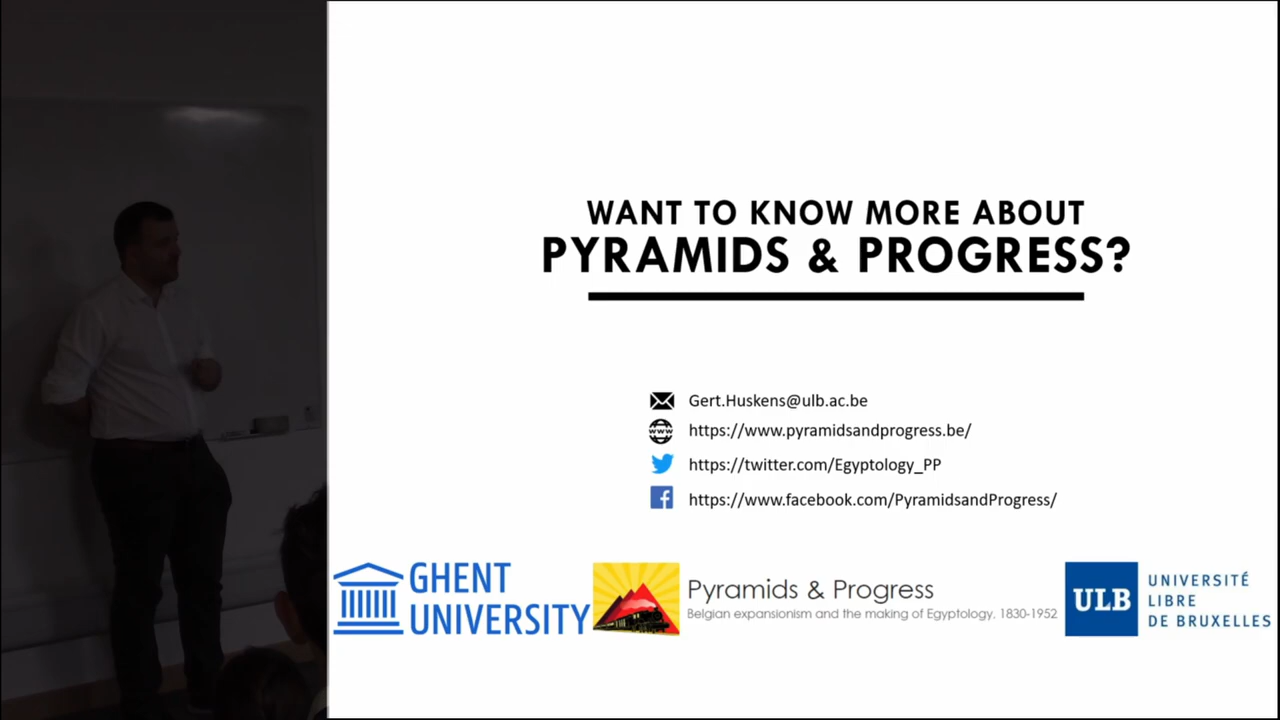 WANT TO KNOW MORE ABOUT
PYRAMIDS & PROGRESS?
Gert.Huskens@ulb.ac.be
www
https://www.pyramidsandprogress.be/
https://twitter.com/Egyptology_PP
https://www.facebook.com/PyramidsandProgress/
GHENT
UNIVERSITY
Pyramids & Progress
Belgian expansionism and the making of Egyptology, 1830-1952
ULB
UNIVERSITÉ
LIBRE
DE BRUXELLES